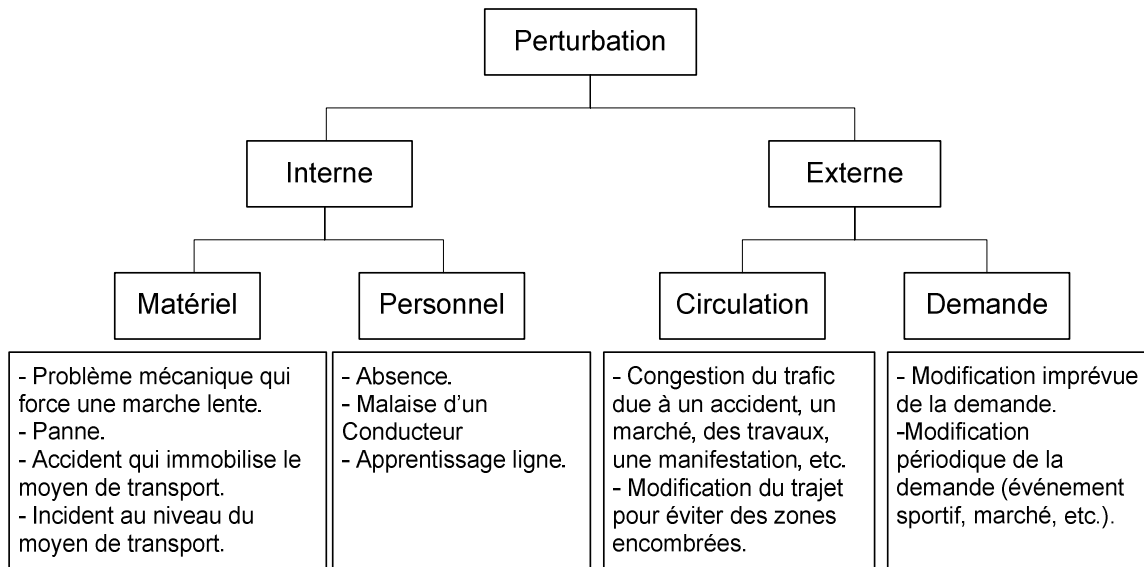 Perturbation
Interne
Externe
Matériel
Personnel
Circulation
Demande
- Problème mécanique qui
force une marche lente.
- Panne.
- Accident qui immobilise le
moyen de transport.
- Incident au niveau du
moyen de transport.
- Absence.
- Malaise d'un
Conducteur
- Apprentissage ligne.
- Congestion du trafic
due à un accident, un
marché, des travaux,
une manifestation, etc.
- Modification du trajet
pour éviter des zones
encombrées.
- Modification imprévue
de la demande.
-Modification
périodique de la
demande (événement
sportif, marché, etc.).